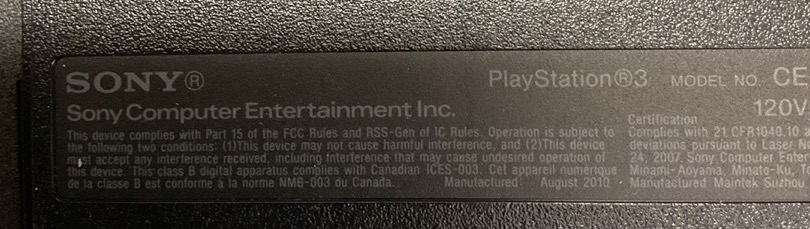 SONY®
PlayStation®3 MODEL NO. CE
Sony Computer Entertainment Inc.
120V
This device complies with Part 15 of the FCC Rules and RSS-Gen of IC Rules. Operation is subject to
the following two conditions: (1)This device may not cause harmful interference, and (2)This device
must accept any interference received, including interference that may cause undesired operation of
this device. This class B digital apparatus complies with Canadian ICES-003. Cet appareil numérique
de la classe B est conforme à la norme NMB-003 du Canada. Manufactured August 2010
Certification
Complies with 21 CFR1040.10
deviations pursuant to Laser No
24, 2007. Sony Computer Enter
Minami-Aoyama, Minato-Ku, To
Manufactured Maintek Suzhou